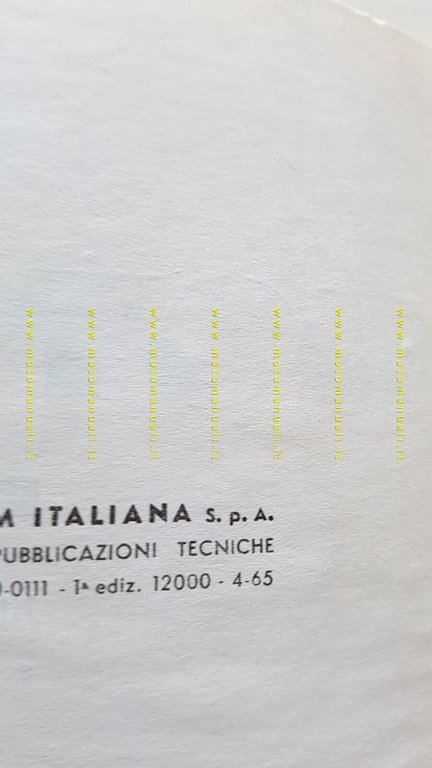 www.motomanuali.it www.motomanuali.it www.motomanuali.it www.motomanuali.it www.motomanuali.it www.motomanuali.it www.motomanuali.it
M ITALIANA S. p. A.
PUBBLICAZIONI TECNICHE
-0111 - 1ª ediz. 12000 - 4-65